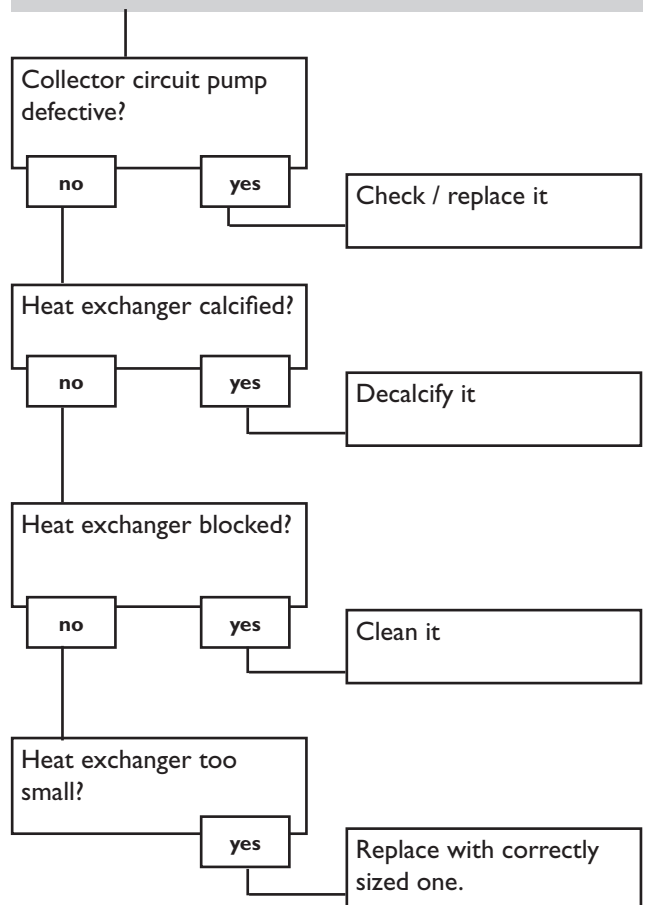 Collector circuit pump
defective?
no
yes
Check / replace it
Heat exchanger calcified?
no
yes
Decalcify it
Heat exchanger blocked?
no
yes
Clean it
Heat exchanger too
small?
yes
Replace with correctly
sized one.